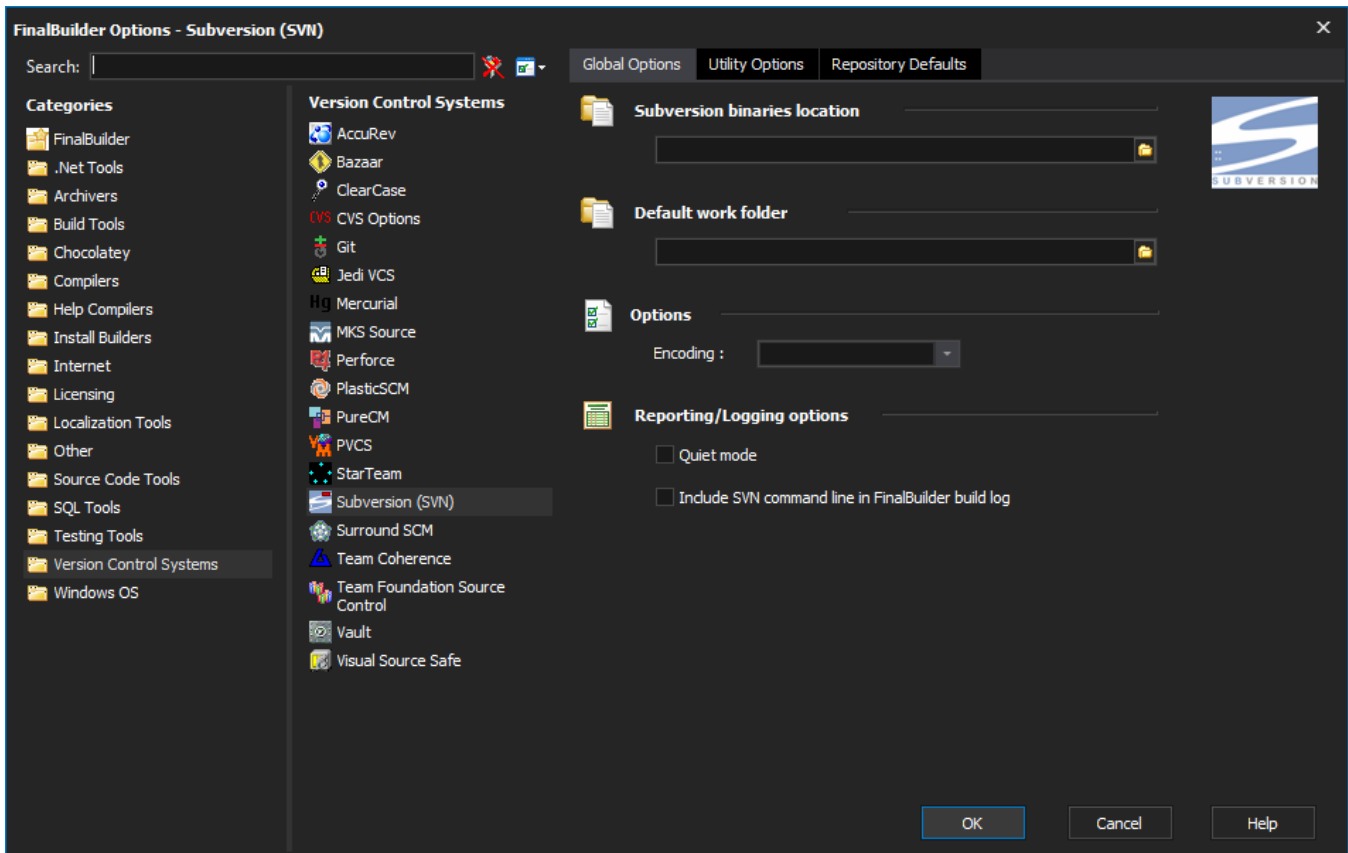 FinalBuilder Options - Subversion (SVN)
Search:
Categories
FinalBuilder
.Net Tools
Archivers
Build Tools
Chocolatey
Compilers
Help Compilers
Install Builders
Internet
Licensing
Localization Tools
Other
Source Code Tools
SQL Tools
Testing Tools
Version Control Systems
Windows OS
Version Control Systems
AccuRev
Bazaar
ClearCase
CVS CVS Options
Git
Jedi VCS
Hg Mercurial
MKS Source
Perforce
PlasticSCM
PureCM
PVCS
StarTeam
Subversion (SVN)
Surround SCM
Team Coherence
Team Foundation Source
Control
Vault
Visual Source Safe
Global Options Utility Options Repository Defaults
Subversion binaries location
SUBVERSION
Default work folder
Options
Encoding :
Reporting/Logging options
Quiet mode
Include SVN command line in FinalBuilder build log
OK Cancel Help